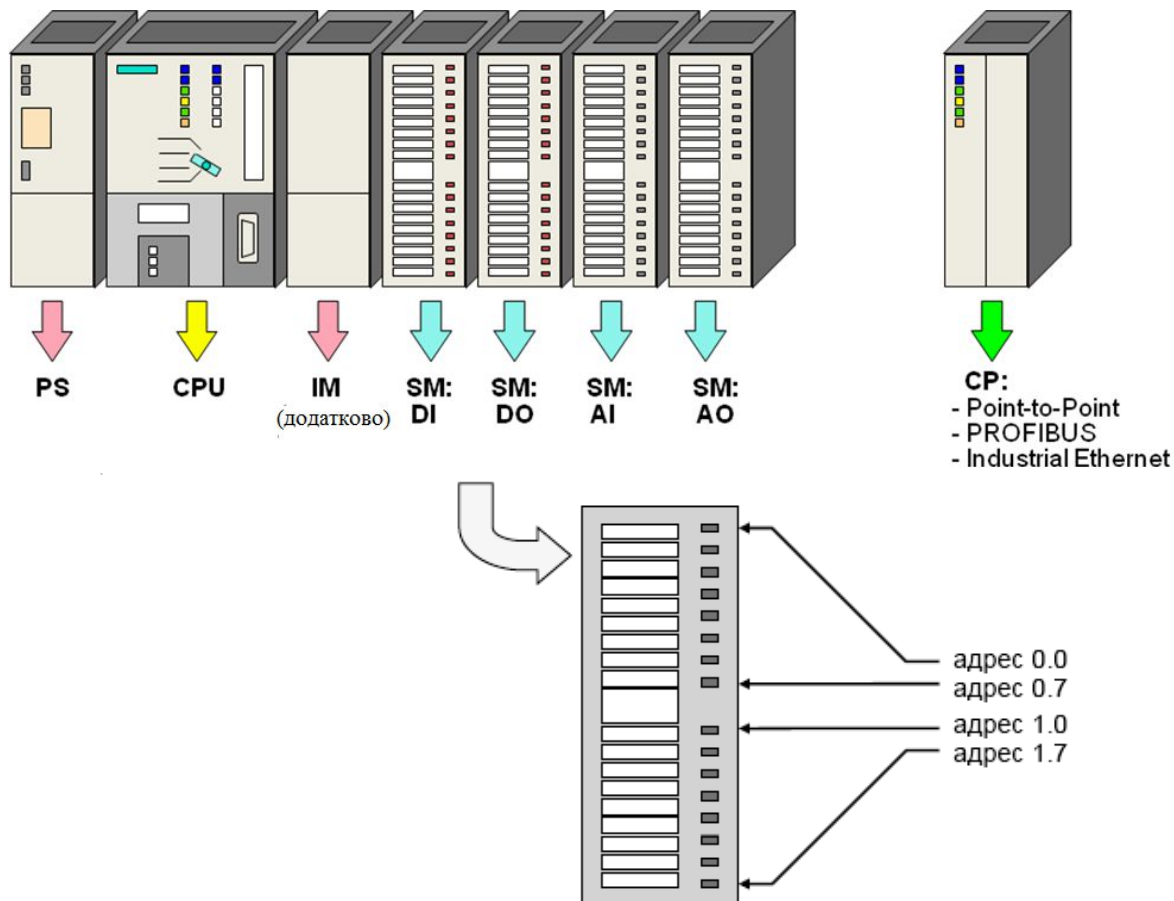 PS
CPU
IM
(додатково)
SM:
DI
SM:
DO
SM:
AI
SM:
AO
CP:
- Point-to-Point
- PROFIBUS
- Industrial Ethernet
адрес 0.0
адрес 0.7
адрес 1.0
адрес 1.7